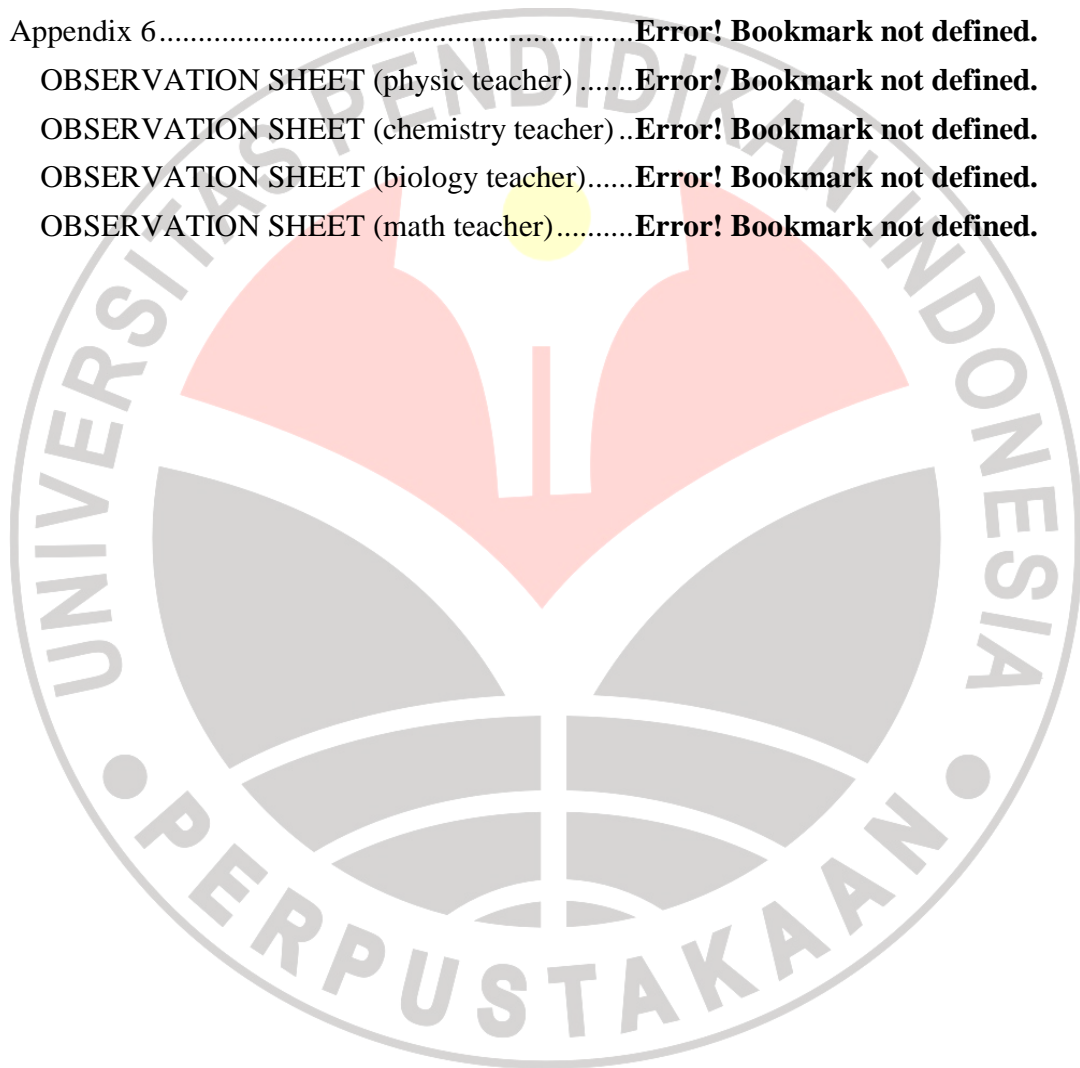 Appendix 6........................................................Error! Bookmark not defined.
OBSERVATION SHEET (physic teacher) .......Error! Bookmark not defined.
OBSERVATION SHEET (chemistry teacher) ..Error! Bookmark not defined.
OBSERVATION SHEET (biology teacher)......Error! Bookmark not defined.
OBSERVATION SHEET (math teacher)..........Error! Bookmark not defined.
UNIVERSITAS PENDIDIKAN INDONESIA
PERPUSTAKAAN